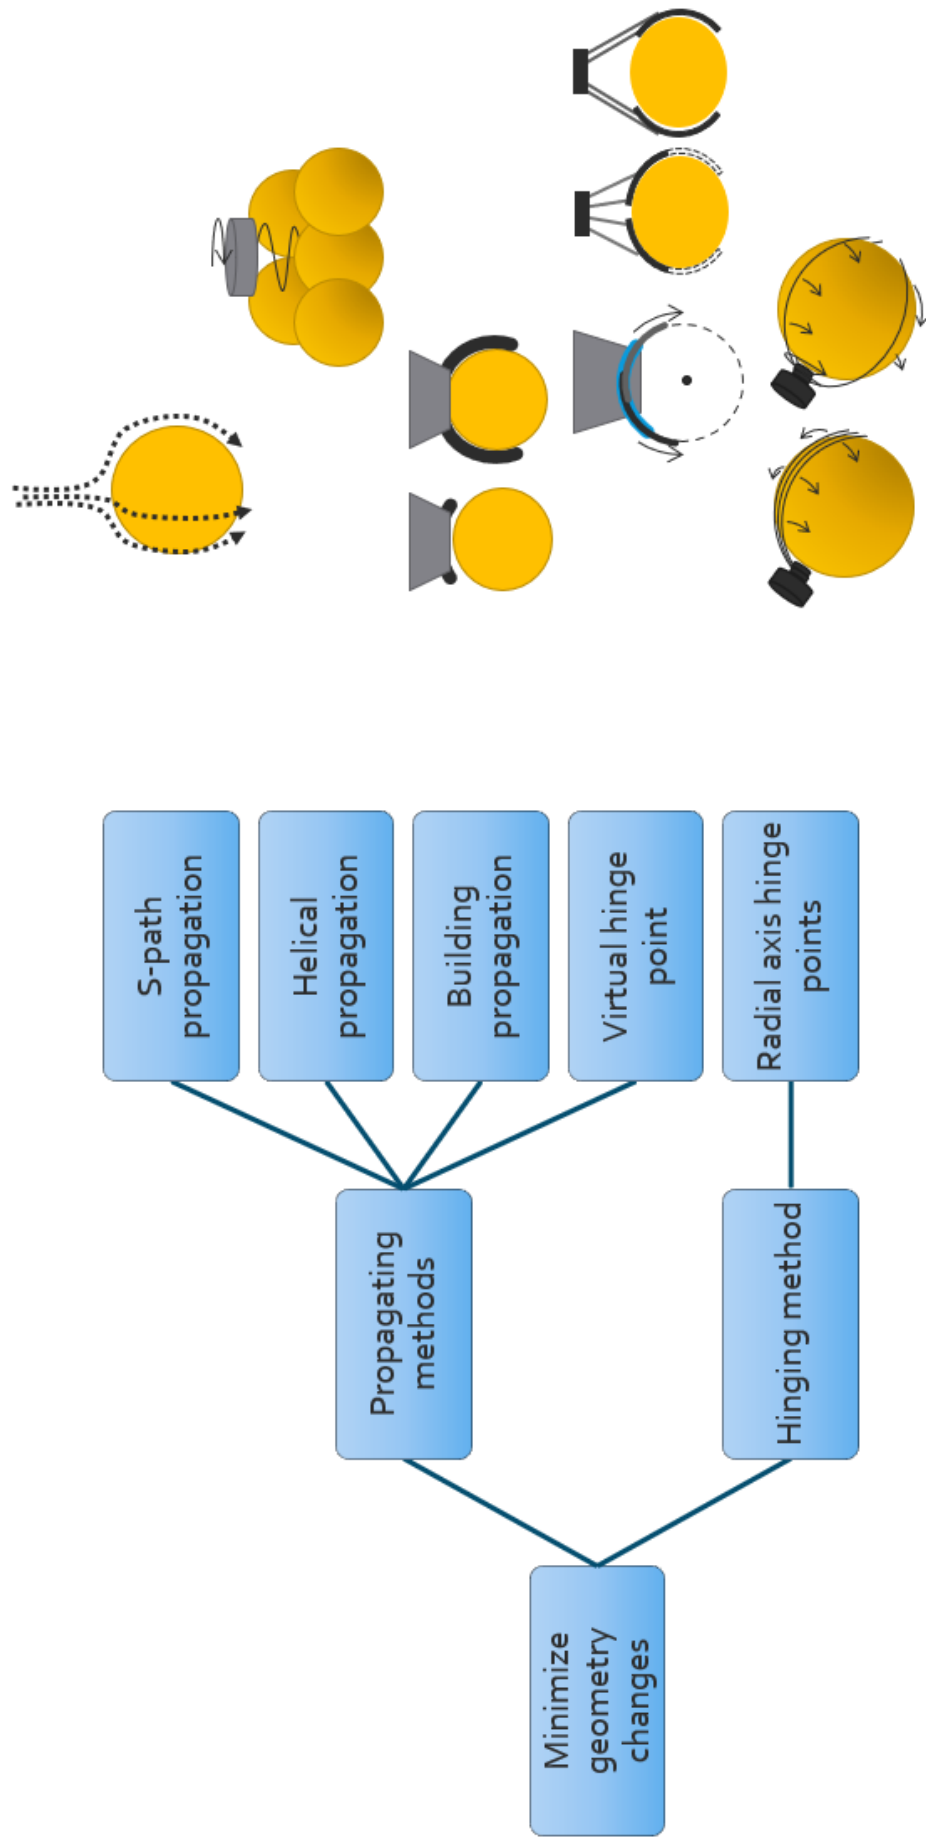 Minimize
geometry
changes
Propagating
methods
Hinging method
S-path
propagation
Helical
propagation
Building
propagation
Virtual hinge
point
Radial axis hinge
points